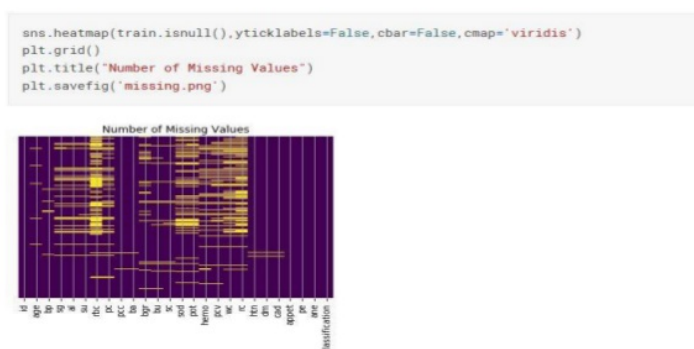 sns.heatmap(train.isnull(),yticklabels=False,cbar=False,cmap='viridis')
plt.grid()
plt.title("Number of Missing Values")
plt.savefig('missing.png')
Number of Missing Values
id
age
bp
sg
al
su
rbc
pc
pcc
ba
bgr
bu
sc
sod
pot
hemo
pcv
wc
rc
htn
dm
cad
appet
pe
ane
classification